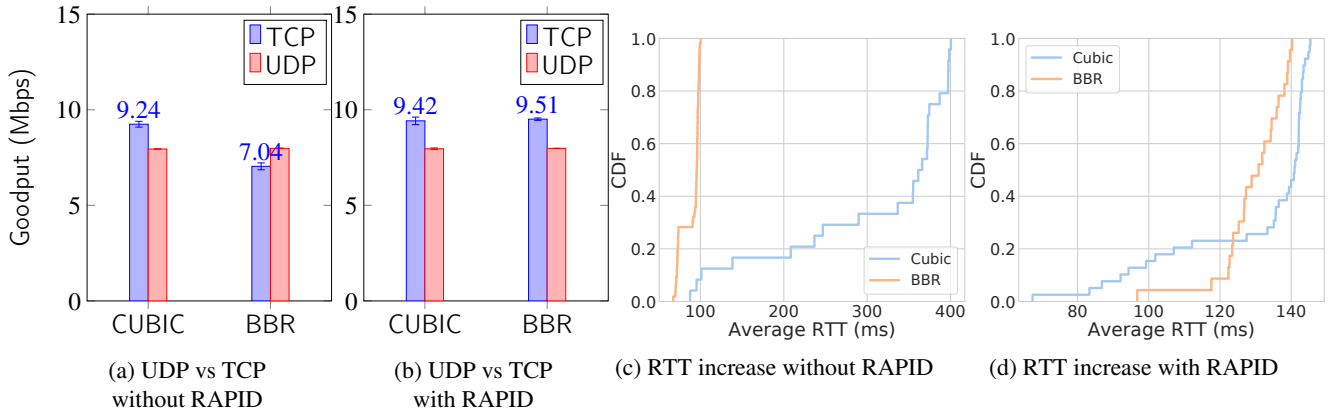 15
10
5
0
Goodput (Mbps)
TCP
UDP
9.24
7.04
CUBIC
BBR
(a) UDP vs TCP
without RAPID
15
10
5
0
TCP
UDP
9.42
9.51
CUBIC
BBR
(b) UDP vs TCP
with RAPID
1.0
0.8
0.6
0.4
0.2
0.0
CDF
Cubic
BBR
100
200
300
400
Average RTT (ms)
(c) RTT increase without RAPID
1.0
0.8
0.6
0.4
0.2
0.0
CDF
Cubic
BBR
80
100
120
140
Average RTT (ms)
(d) RTT increase with RAPID